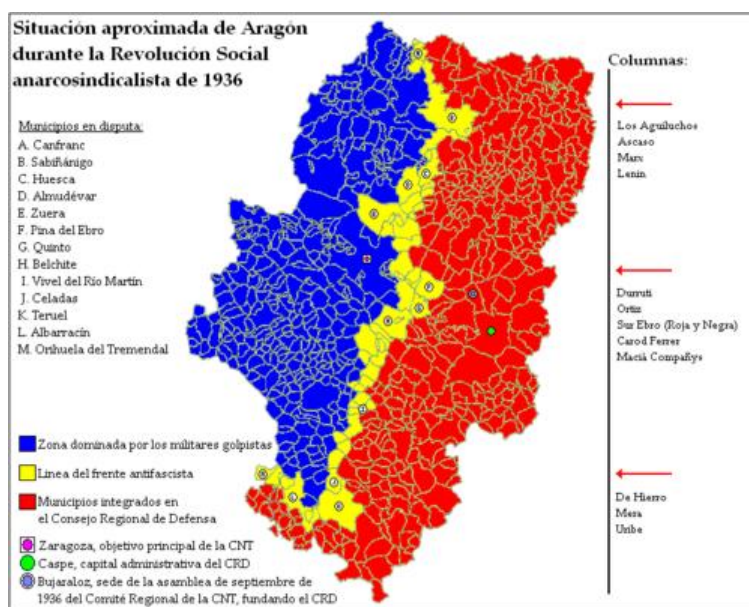 Situación aproximada de Aragón
durante la Revolución Social
anarcosindicalista de 1936
Municipios en disputa:
A. Canfranc
B. Sabiñánigo
C. Huesca
D. Almudévar
E. Zuera
F. Pina del Ebro
G. Quinto
H. Belchite
I. Vivel del Río Martín
J. Celadas
K. Teruel
L. Albarracín
M. Orihuela del Tremendal
Zona dominada por los militares golpistas
Linea del frente antifascista
Municipios integrados en
el Consejo Regional de Defensa
Zaragoza, objetivo principal de la CNT
Caspe, capital administrativa del CRD
Bujaraloz, sede de la asamblea de septiembre de
1936 del Comité Regional de la CNT, fundando el CRD
Columnas:
Los Aguiluchos
Ascaso
Marx
Lenin
Durruti
Ortiz
Sur Ebro (Roja y Negra)
Carod Ferrer
Macià Companys
De Hierro
Mera
Uribe